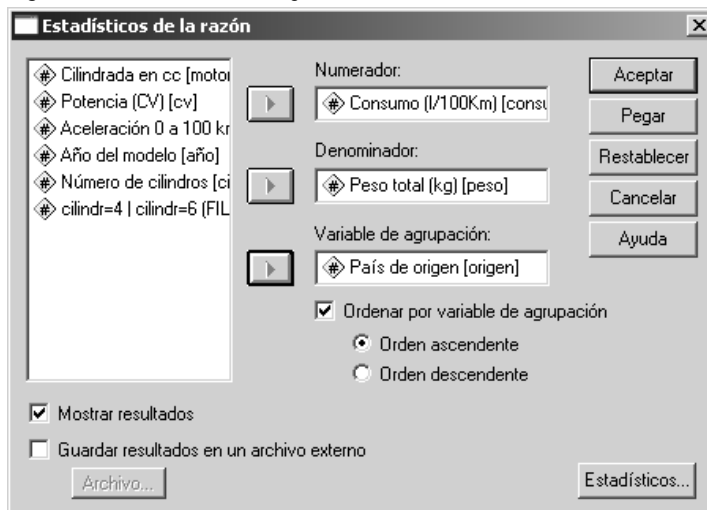 Estadísticos de la razón
Cilindrada en cc [motor
Potencia (CV) [cv]
Aceleración 0 a 100 kr
Año del modelo [año]
Número de cilindros [ci
cilindr=4 | cilindr=6 (FIL
Numerador:
Consumo (l/100Km) [consu
Denominador:
Peso total (kg) [peso]
Variable de agrupación:
País de origen [origen]
Ordenar por variable de agrupación
Orden ascendente
Orden descendente
Aceptar
Pegar
Restablecer
Cancelar
Ayuda
Mostrar resultados
Guardar resultados en un archivo externo
Archivo...
Estadísticos...